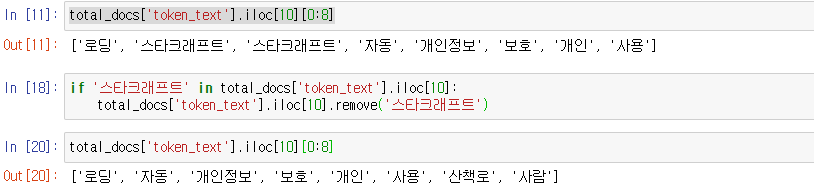 In [11]: total_docs['token_text'].iloc[10][0:8]
Out[11]: ['로딩', '스타크래프트', '스타크래프트', '자동', '개인정보', '보호', '개인', '사용']
In [18]: if '스타크래프트' in total_docs['token_text'].iloc[10]:
total_docs['token_text'].iloc[10].remove('스타크래프트')
In [20]: total_docs['token_text'].iloc[10][0:8]
Out[20]: ['로딩', '자동', '개인정보', '보호', '개인', '사용', '산책로', '사람']